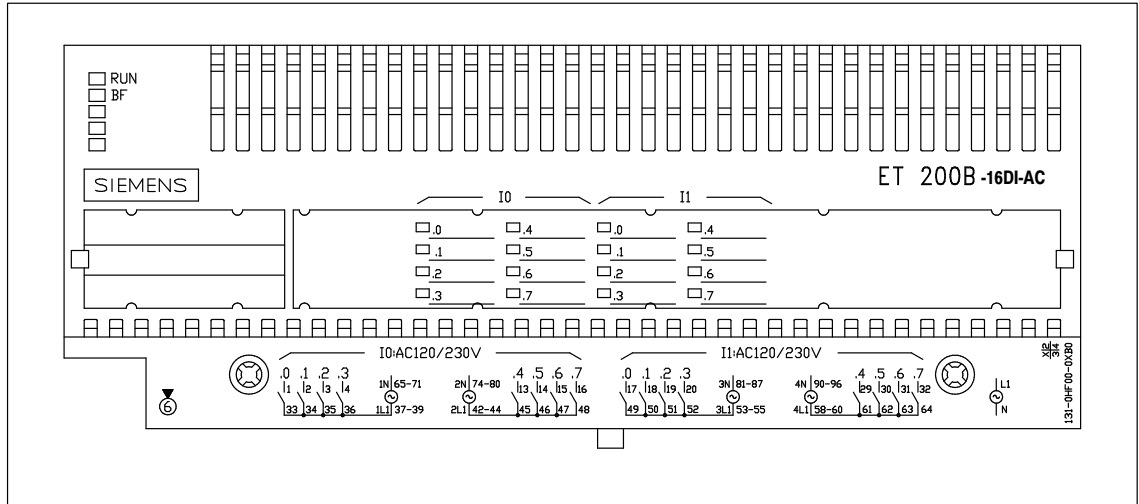 RUN
BF
SIEMENS
ET 200B -16DI-AC
I0 I1
.0 .4 .0 .4
.1 .5 .1 .5
.2 .6 .2 .6
.3 .7 .3 .7
I0:AC120/230V I1:AC120/230V
X 2 3 4
.0 .1 .2 .3 .4 .5 .6 .7 .0 .1 .2 .3 .4 .5 .6 .7
1 2 3 4 1N 65-71 2N 74-80 13 14 15 16 17 18 19 20 3N 81-87 4N 90-96 29 30 31 32 L1
6
33 34 35 36 1L1 37-39 2L1 42-44 45 46 47 48 49 50 51 52 3L1 53-55 4L1 58-60 61 62 63 64 N
131-0HF00-0XB0